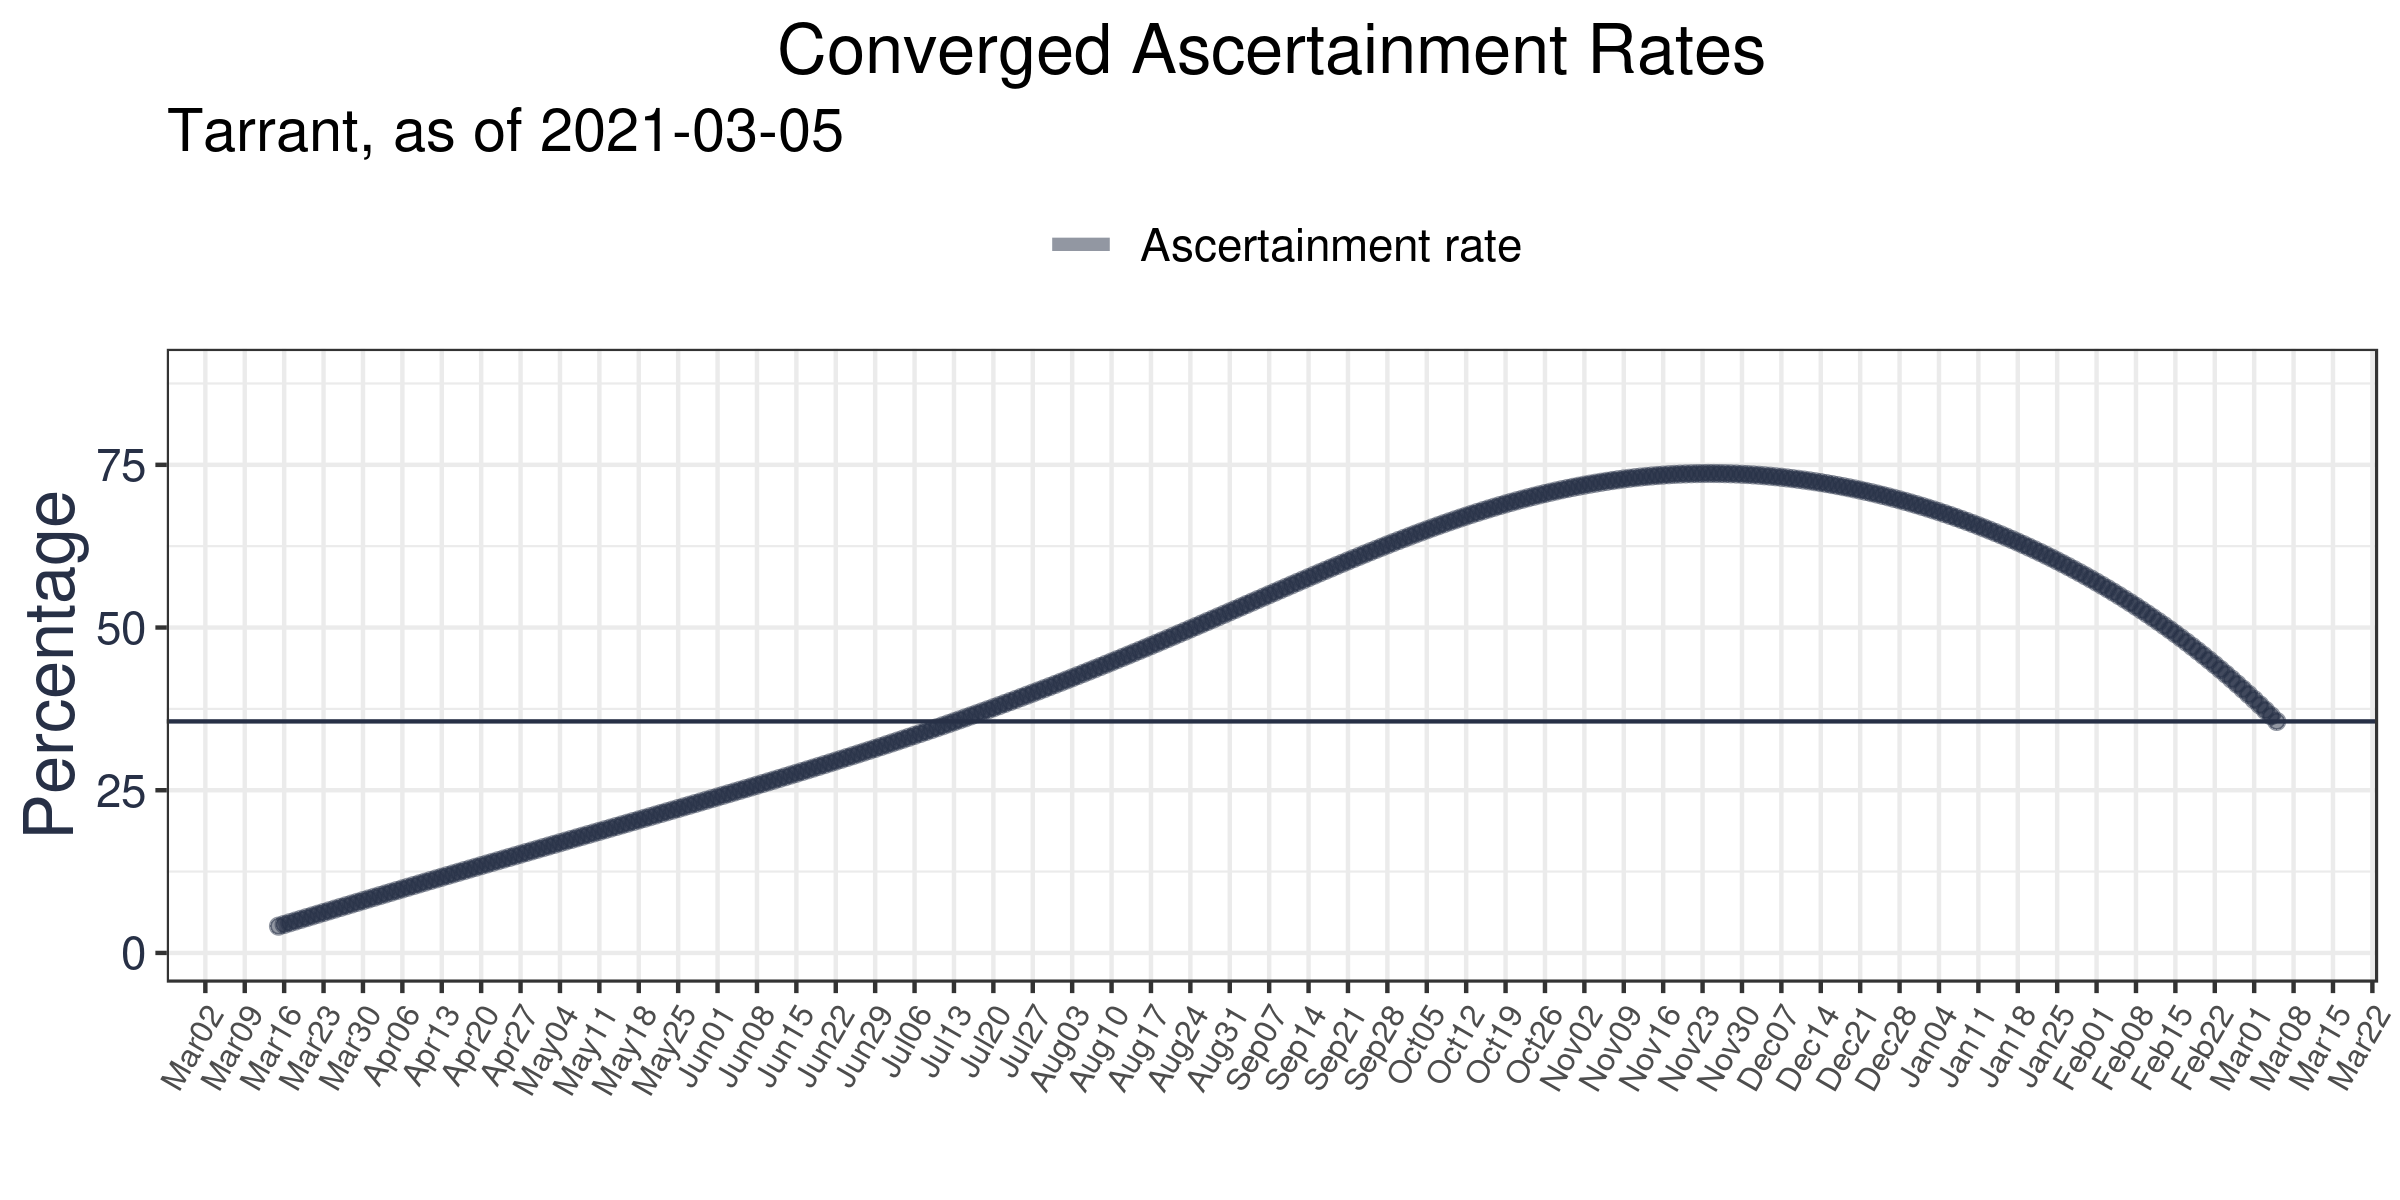 Converged Ascertainment Rates
Tarrant, as of 2021-03-05
Ascertainment rate
Percentage
75
50
25
0
Mar02 Mar09 Mar16 Mar23 Mar30 Apr06 Apr13 Apr20 Apr27 May04 May11 May18 May25 Jun01 Jun08 Jun15 Jun22 Jun29 Jul06 Jul13 Jul20 Jul27 Aug03 Aug10 Aug17 Aug24 Aug31 Sep07 Sep14 Sep21 Sep28 Oct05 Oct12 Oct19 Oct26 Nov02 Nov09 Nov16 Nov23 Nov30 Dec07 Dec14 Dec21 Dec28 Jan04 Jan11 Jan18 Jan25 Feb01 Feb08 Feb15 Feb22 Mar01 Mar08 Mar15 Mar22